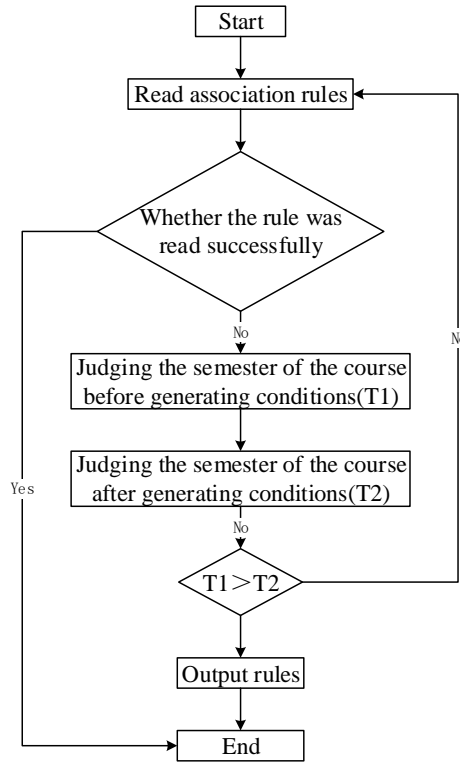 Start
Read association rules
Whether the rule was
read successfully
No
No
Judging the semester of the course
before generating conditions(T1)
Judging the semester of the course
after generating conditions(T2)
Yes
No
T1＞T2
Output rules
End